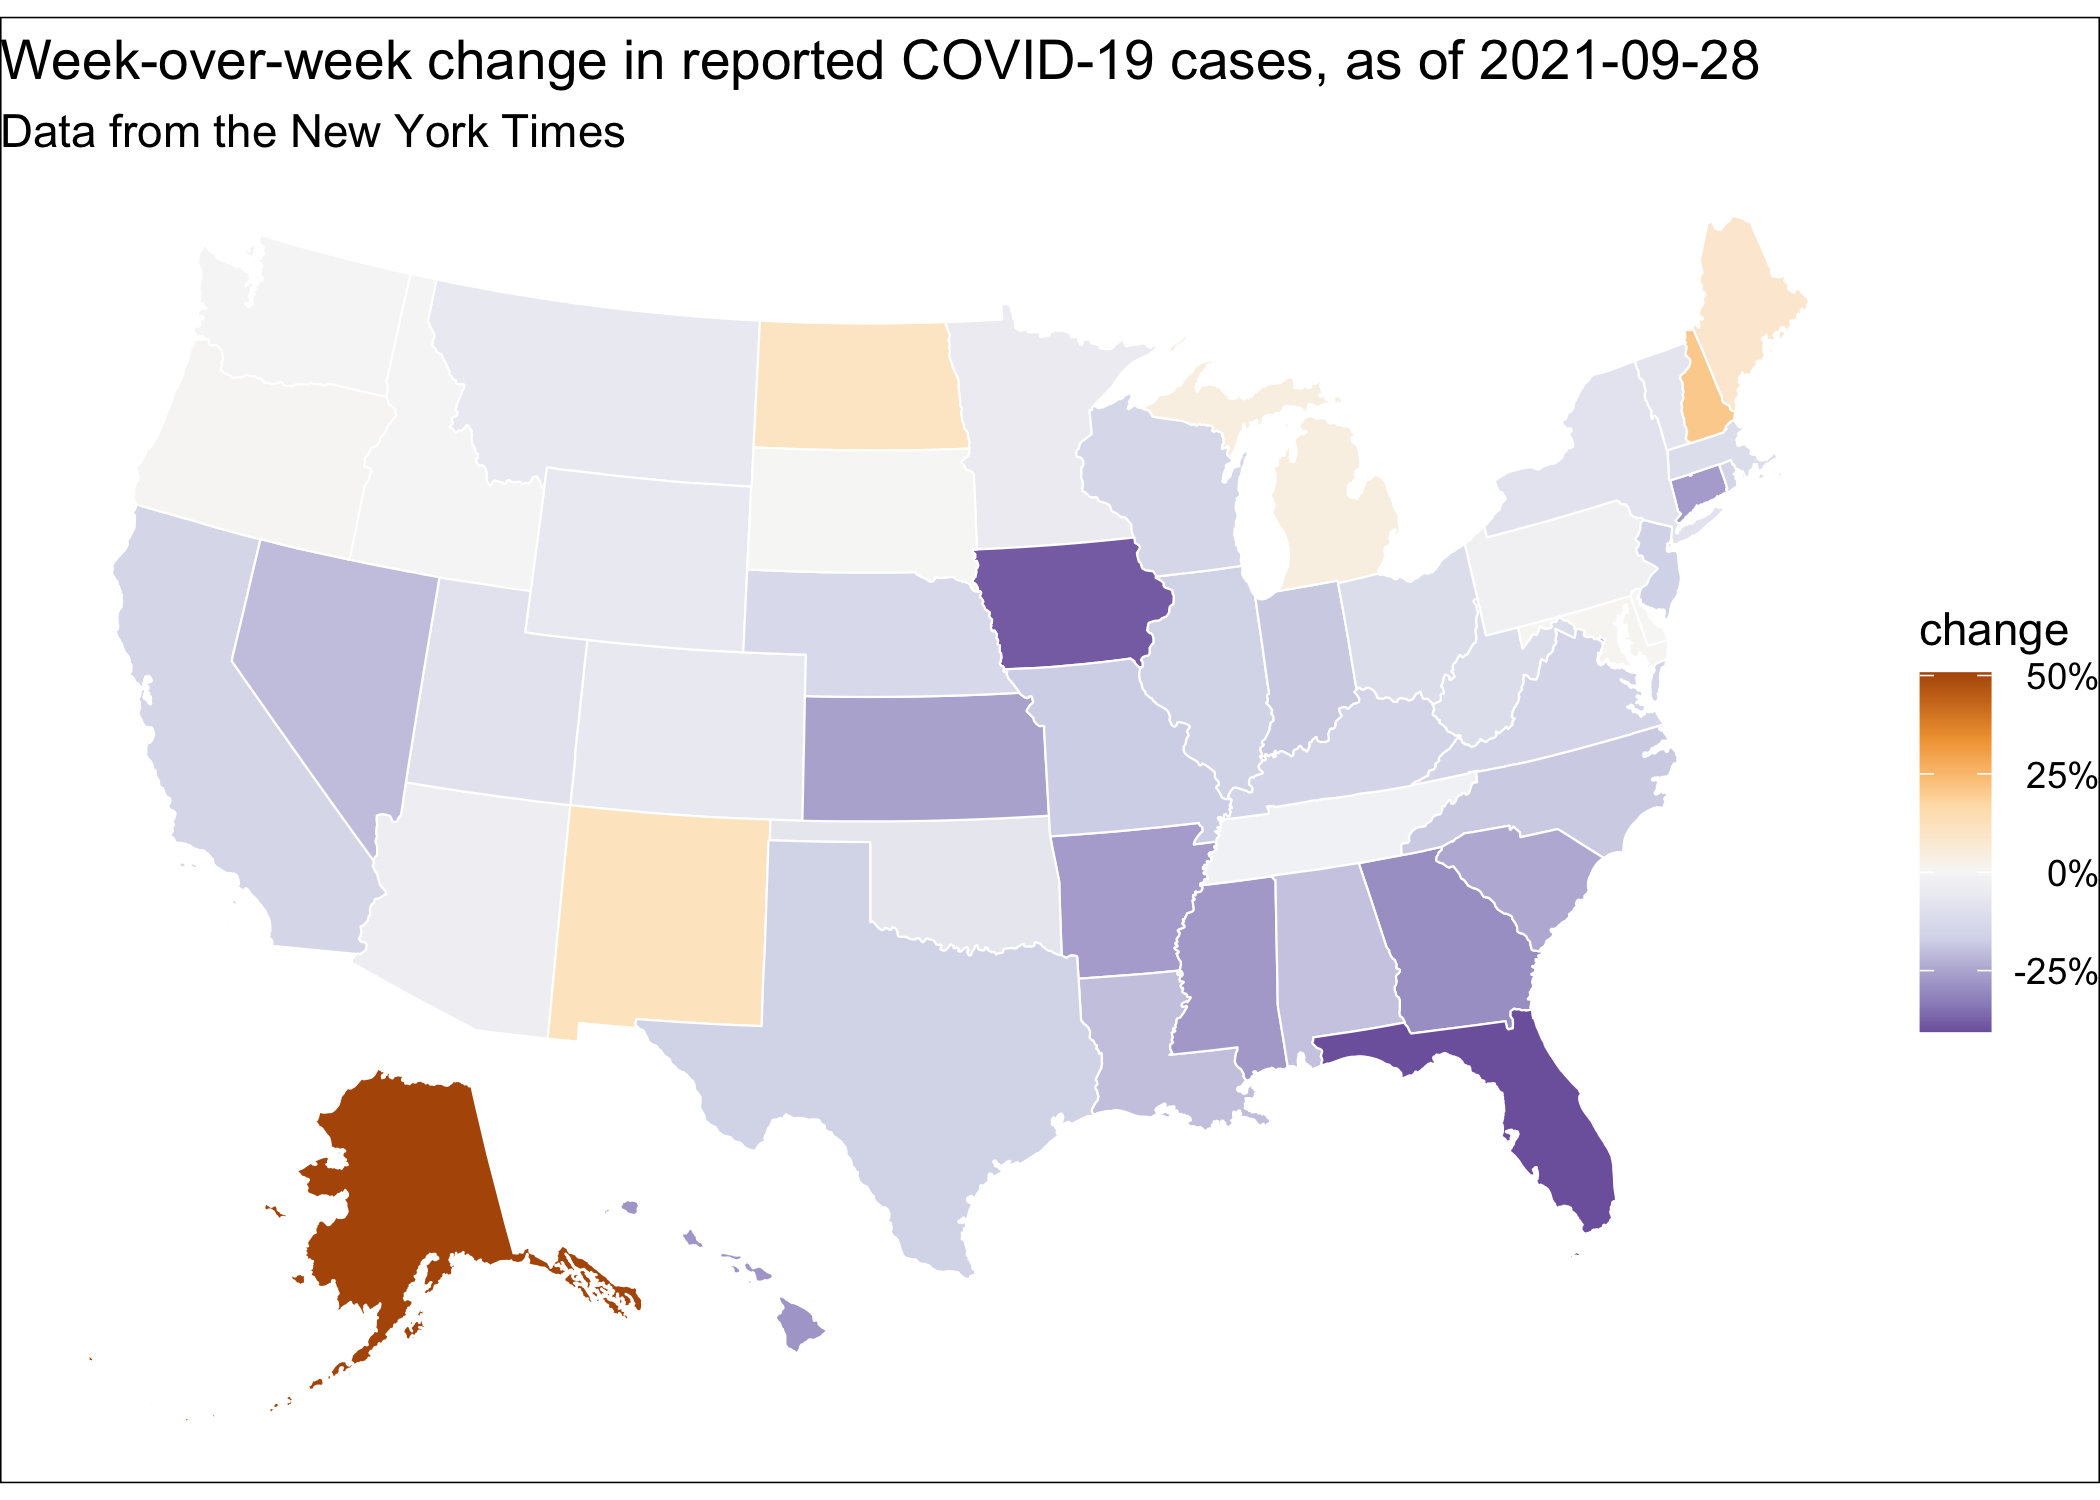 Week-over-week change in reported COVID-19 cases, as of 2021-09-28
Data from the New York Times
change
50%
25%
0%
-25%